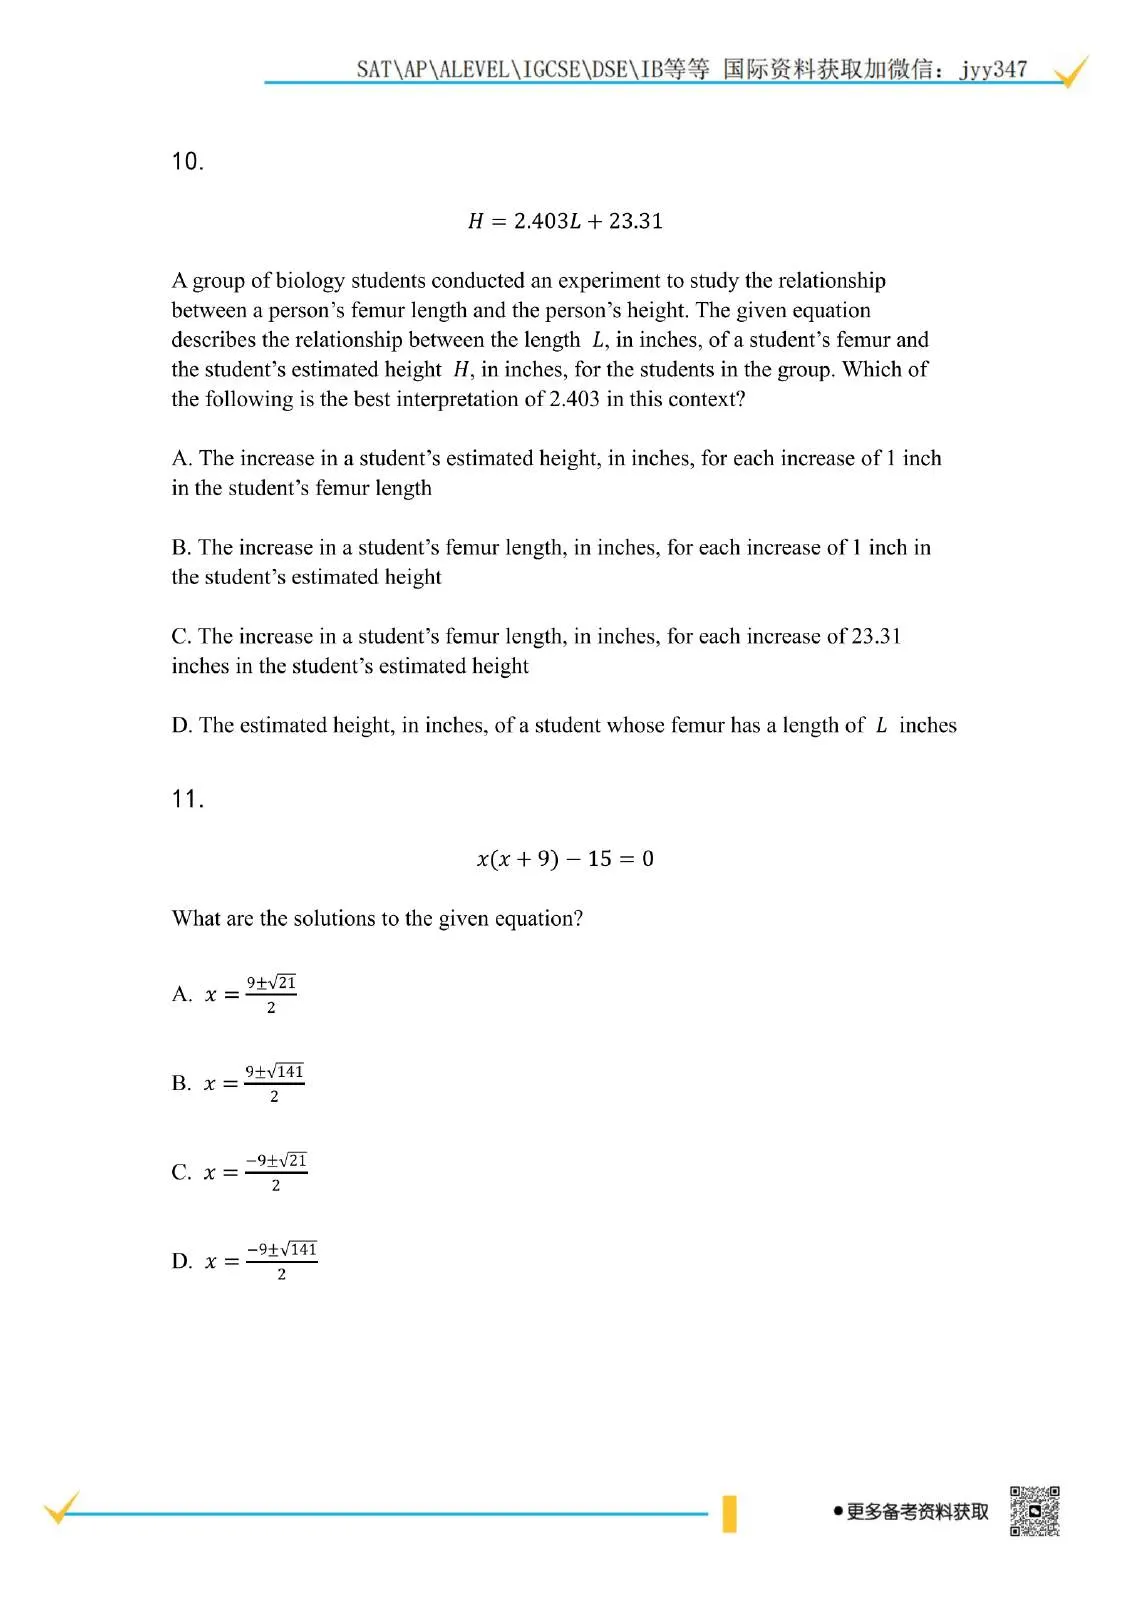 SAT\AP\ALEVEL\IGCSE\DSE\IB等等 国际资料获取加微信：jyy347
10.
H = 2.403L + 23.31
A group of biology students conducted an experiment to study the relationship
between a person’s femur length and the person’s height. The given equation
describes the relationship between the length L, in inches, of a student’s femur and
the student’s estimated height H, in inches, for the students in the group. Which of
the following is the best interpretation of 2.403 in this context?
A. The increase in a student’s estimated height, in inches, for each increase of 1 inch
in the student’s femur length
B. The increase in a student’s femur length, in inches, for each increase of 1 inch in
the student’s estimated height
C. The increase in a student’s femur length, in inches, for each increase of 23.31
inches in the student’s estimated height
D. The estimated height, in inches, of a student whose femur has a length of L inches
11.
x(x + 9) − 15 = 0
What are the solutions to the given equation?
A. x = (9±√21)/2
B. x = (9±√141)/2
C. x = (−9±√21)/2
D. x = (−9±√141)/2
●更多备考资料获取